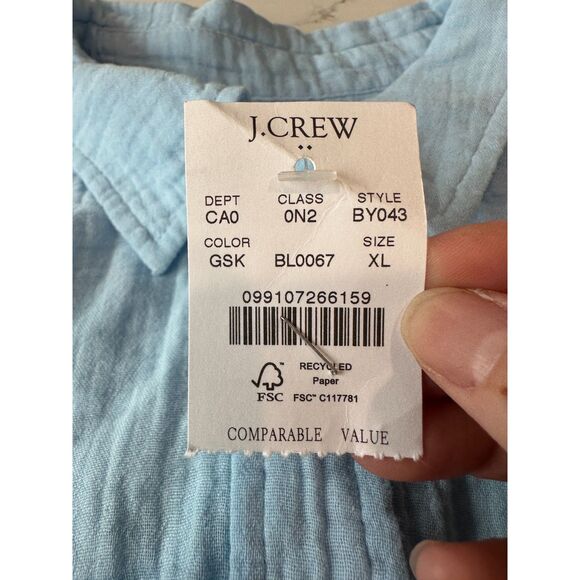 J.CREW
DEPT CLASS STYLE
CA0 0N2 BY043
COLOR SIZE
GSK BL0067 XL
099107266159
RECYCLED
Paper
FSC™ C117781
FSC
COMPARABLE VALUE